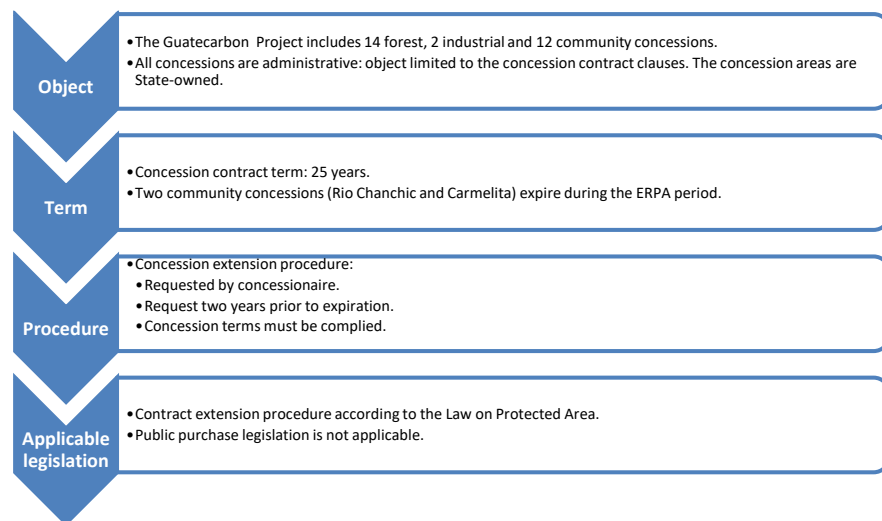 Object
•The Guatecarbon Project includes 14 forest, 2 industrial and 12 community concessions.
•All concessions are administrative: object limited to the concession contract clauses. The concession areas are
State-owned.
Term
•Concession contract term: 25 years.
•Two community concessions (Rio Chanchic and Carmelita) expire during the ERPA period.
Procedure
•Concession extension procedure:
•Requested by concessionaire.
•Request two years prior to expiration.
•Concession terms must be complied.
Applicable
legislation
•Contract extension procedure according to the Law on Protected Area.
•Public purchase legislation is not applicable.